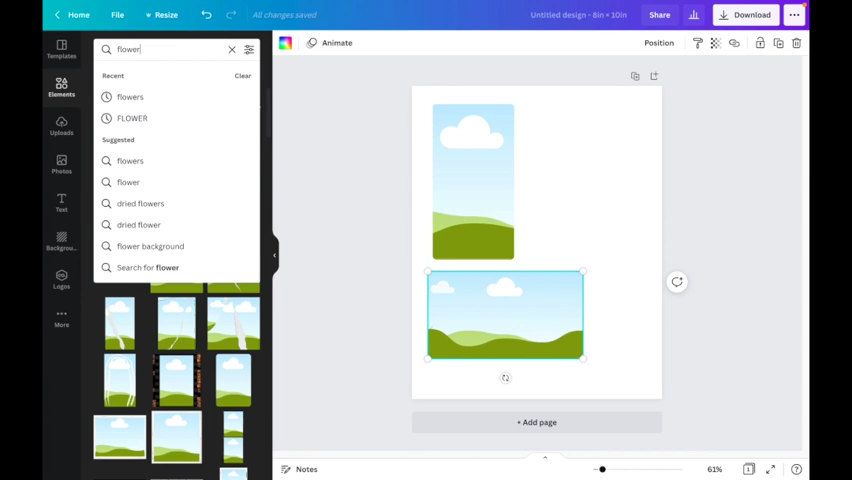 Home
File
Resize
All changes saved
Untitled design - 8in × 10in
Share
Download
Templates
Elements
Uploads
Photos
Text
Backgrou...
Logos
More
flower
Recent
Clear
flowers
FLOWER
Suggested
flowers
flower
dried flowers
dried flower
flower background
Search for flower
Animate
Position
+ Add page
Notes
61%
1
?